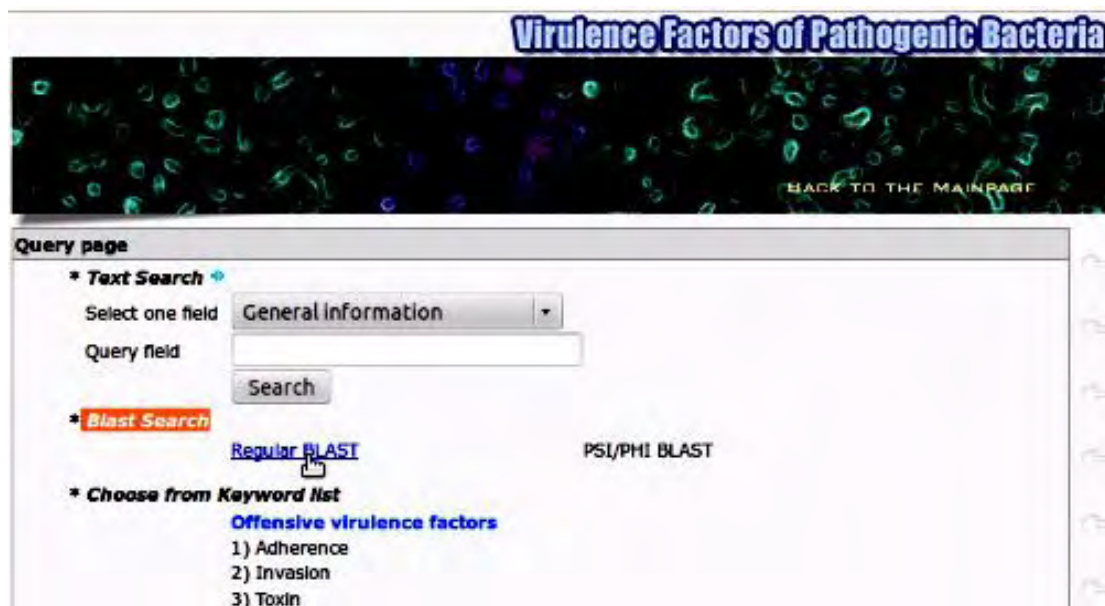 Virulence Factors of Pathogenic Bacteria
BACK TO THE MAINPAGE
Query page
* Text Search
Select one field General information
Query field
Search
* Blast Search
Regular BLAST PSI/PHI BLAST
* Choose from Keyword list
Offensive virulence factors
1) Adherence
2) Invasion
3) Toxin